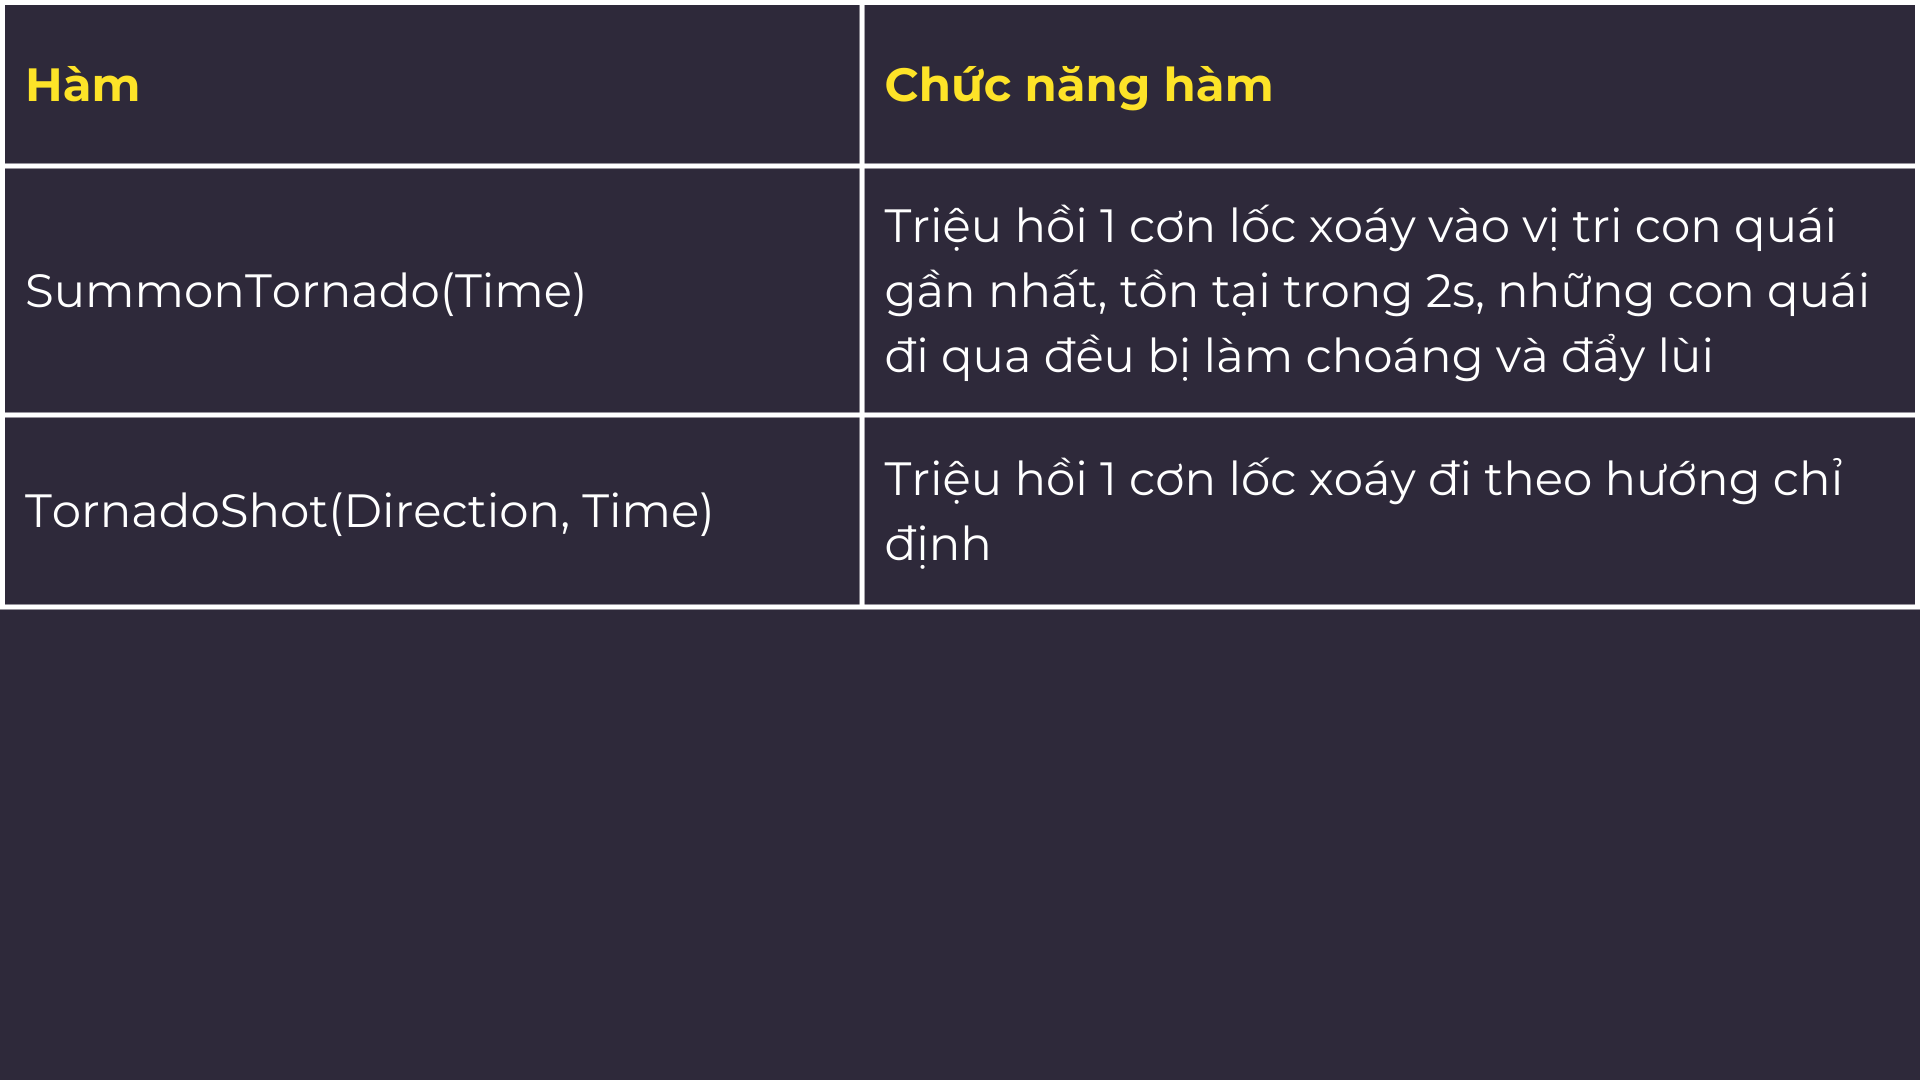 Hàm
Chức năng hàm
SummonTornado(Time)
Triệu hồi 1 cơn lốc xoáy vào vị tri con quái
gần nhất, tồn tại trong 2s, những con quái
đi qua đều bị làm choáng và đẩy lùi
TornadoShot(Direction, Time)
Triệu hồi 1 cơn lốc xoáy đi theo hướng chỉ
định